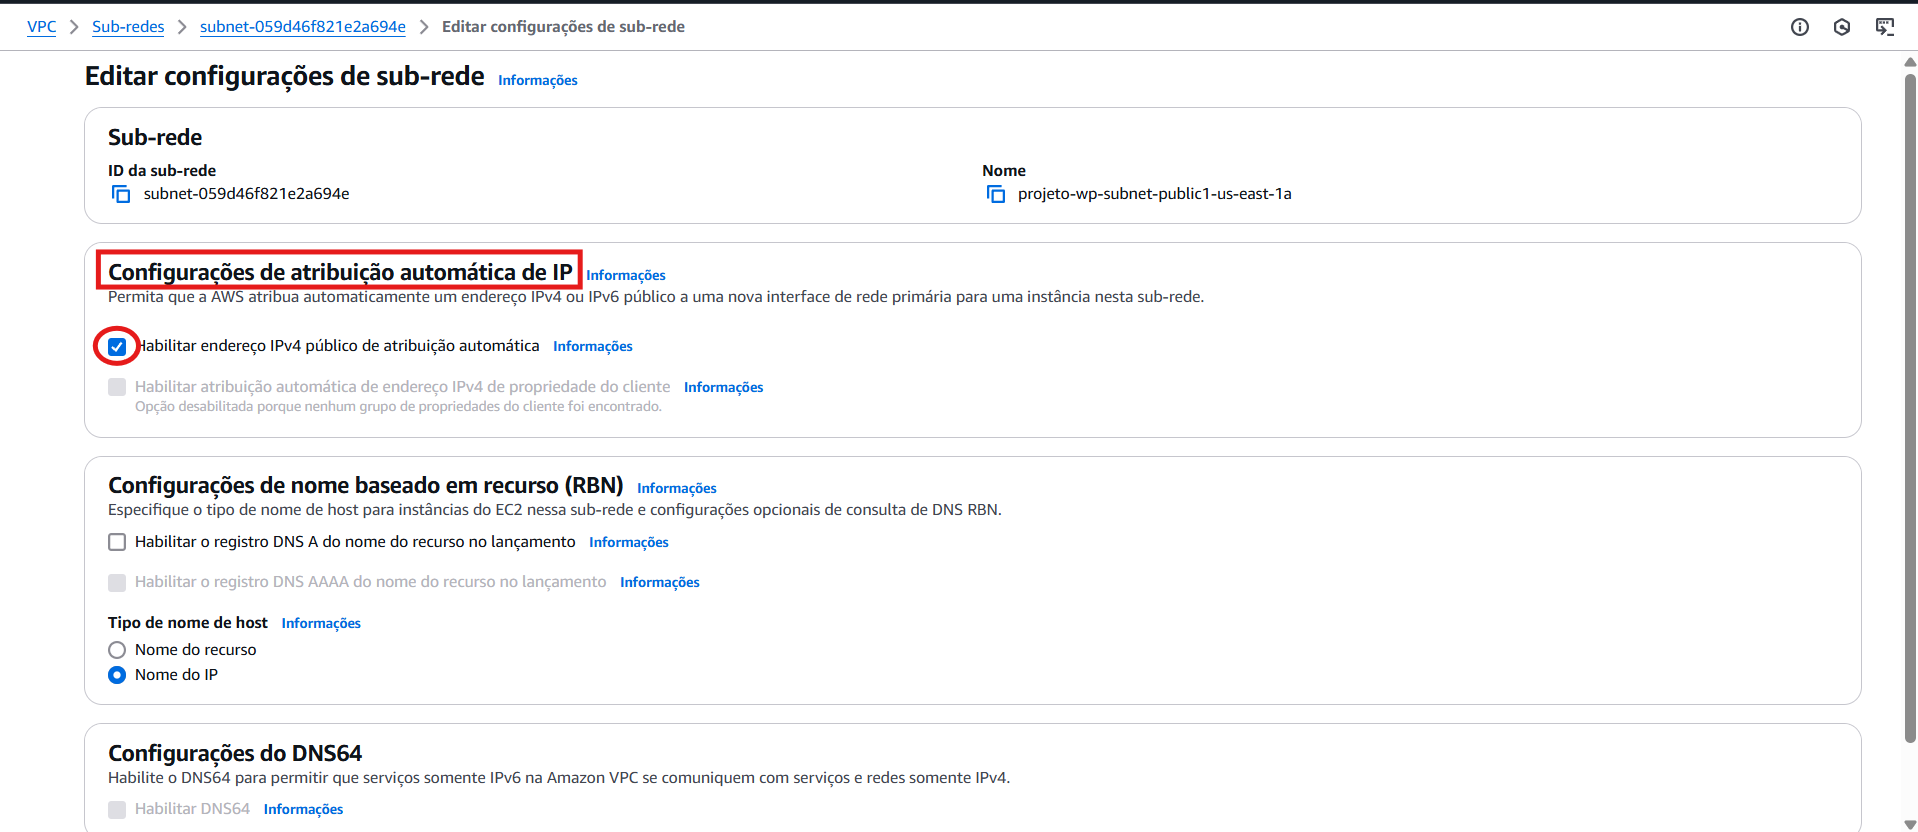 VPC > Sub-redes > subnet-059d46f821e2a694e > Editar configurações de sub-rede
Editar configurações de sub-rede Informações
Sub-rede
ID da sub-rede Nome
subnet-059d46f821e2a694e projeto-wp-subnet-public1-us-east-1a
Configurações de atribuição automática de IP Informações
Permita que a AWS atribua automaticamente um endereço IPv4 ou IPv6 público a uma nova interface de rede primária para uma instância nesta sub-rede.
Habilitar endereço IPv4 público de atribuição automática Informações
Habilitar atribuição automática de endereço IPv4 de propriedade do cliente Informações
Opção desabilitada porque nenhum grupo de propriedades do cliente foi encontrado.
Configurações de nome baseado em recurso (RBN) Informações
Especifique o tipo de nome de host para instâncias do EC2 nessa sub-rede e configurações opcionais de consulta de DNS RBN.
Habilitar o registro DNS A do nome do recurso no lançamento Informações
Habilitar o registro DNS AAAA do nome do recurso no lançamento Informações
Tipo de nome de host Informações
Nome do recurso
Nome do IP
Configurações do DNS64
Habilite o DNS64 para permitir que serviços somente IPv6 na Amazon VPC se comuniquem com serviços e redes somente IPv4.
Habilitar DNS64 Informações